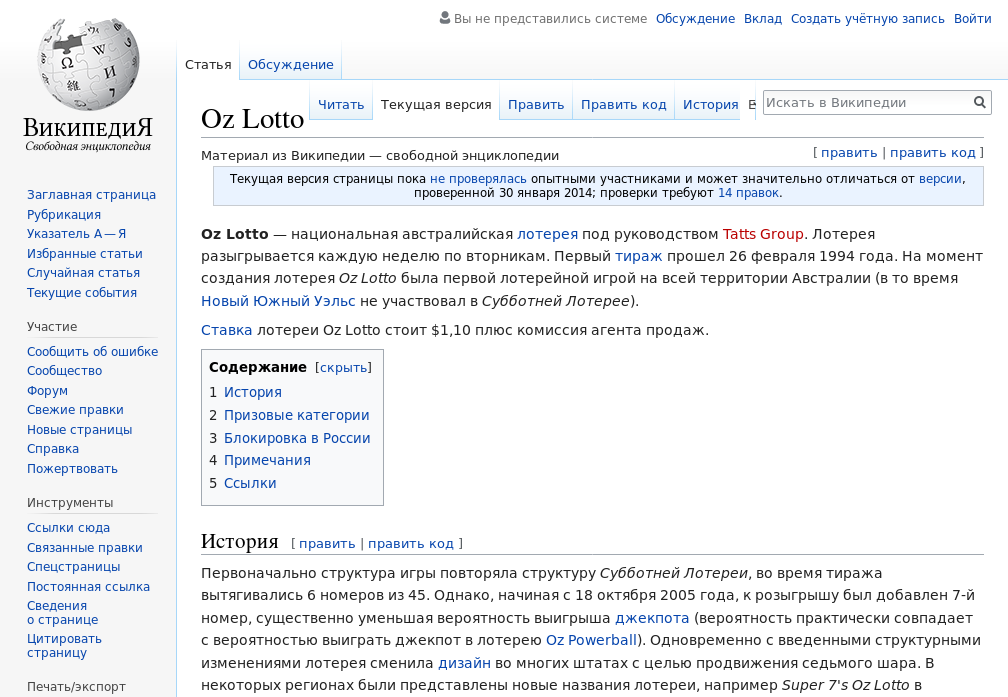 Вы не представились системе Обсуждение Вклад Создать учётную запись Войти
Статья Обсуждение
Читать Текущая версия Править Править код История
Искать в Википедии
ВикипедиЯ
Свободная энциклопедия
Заглавная страница
Рубрикация
Указатель А — Я
Избранные статьи
Случайная статья
Текущие события
Участие
Сообщить об ошибке
Сообщество
Форум
Свежие правки
Новые страницы
Справка
Пожертвовать
Инструменты
Ссылки сюда
Связанные правки
Спецстраницы
Постоянная ссылка
Сведения
о странице
Цитировать
страницу
Печать/экспорт
Oz Lotto
Материал из Википедии — свободной энциклопедии
[ править | править код ]
Текущая версия страницы пока не проверялась опытными участниками и может значительно отличаться от версии,
проверенной 30 января 2014; проверки требуют 14 правок.
Oz Lotto — национальная австралийская лотерея под руководством Tatts Group. Лотерея
разыгрывается каждую неделю по вторникам. Первый тираж прошел 26 февраля 1994 года. На момент
создания лотерея Oz Lotto была первой лотерейной игрой на всей территории Австралии (в то время
Новый Южный Уэльс не участвовал в Субботней Лотерее).
Ставка лотереи Oz Lotto стоит $1,10 плюс комиссия агента продаж.
Содержание [скрыть]
1 История
2 Призовые категории
3 Блокировка в России
4 Примечания
5 Ссылки
История [ править | править код ]
Первоначально структура игры повторяла структуру Субботней Лотереи, во время тиража
вытягивались 6 номеров из 45. Однако, начиная с 18 октября 2005 года, к розыгрышу был добавлен 7-й
номер, существенно уменьшая вероятность выигрыша джекпота (вероятность практически совпадает
с вероятностью выиграть джекпот в лотерею Oz Powerball). Одновременно с введенными структурными
изменениями лотерея сменила дизайн во многих штатах с целью продвижения седьмого шара. В
некоторых регионах были представлены новые названия лотереи, например Super 7's Oz Lotto в